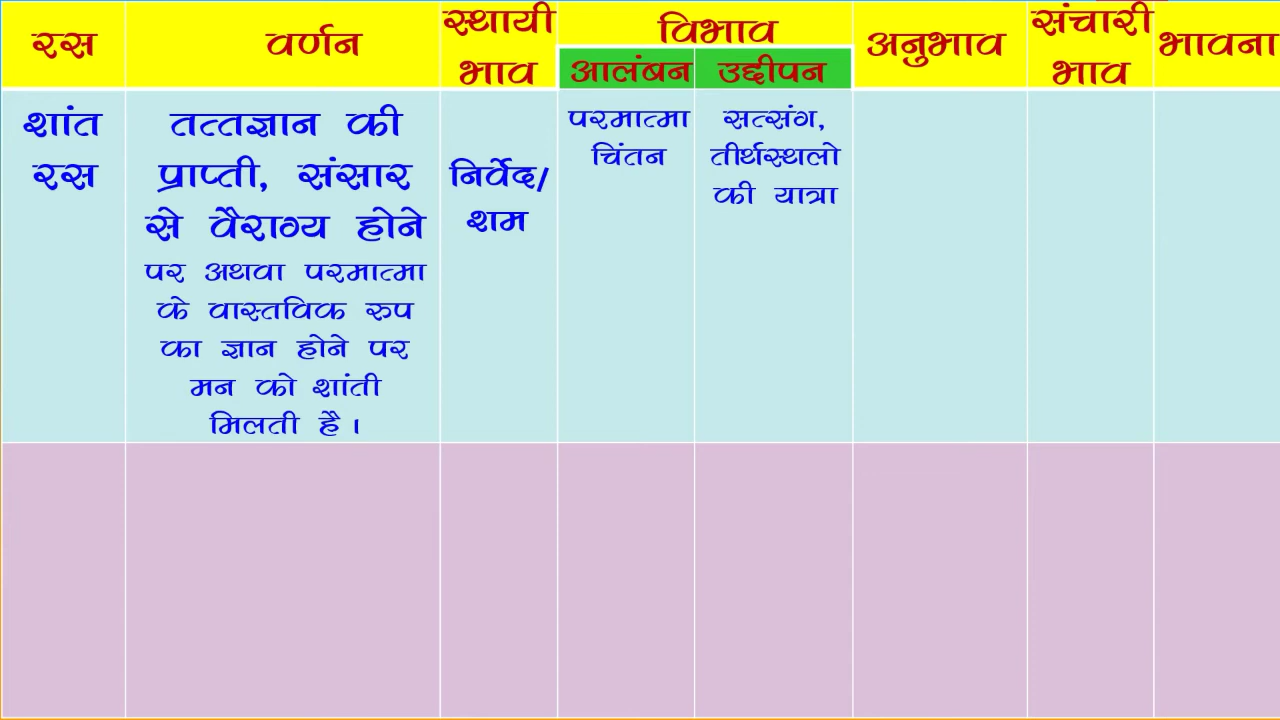 रस
वर्णन
स्थायी
भाव
विभाव
आलंबन
उद्दीपन
अनुभाव
संचारी
भाव
भावना
शांत
रस
तत्तज्ञान की
प्राप्ती, संसार
से वैराग्य होने
पर अथवा परमात्मा
के वास्तविक रुप
का ज्ञान होने पर
मन को शांती
मिलती है।
निर्वेद/
शम
परमात्मा
चिंतन
सत्संग,
तीर्थस्थलो
की यात्रा